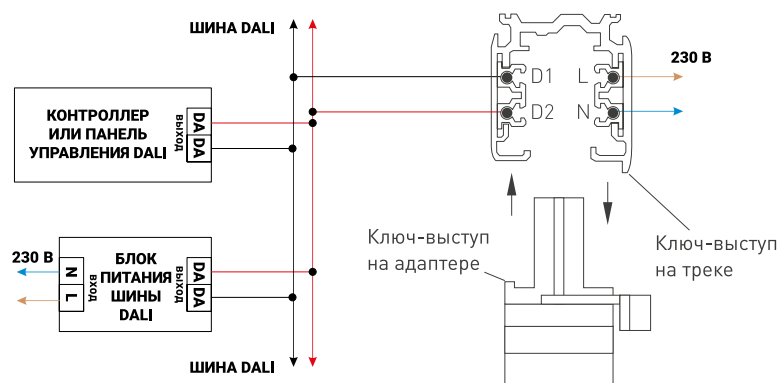 ШИНА DALI
КОНТРОЛЛЕР
ИЛИ ПАНЕЛЬ
УПРАВЛЕНИЯ DALI
ВЫХОД
DA
DA
D1
L
230 В
D2
N
Ключ-выступ
на адаптере
Ключ-выступ
на треке
230 В
N
L
ВХОД
БЛОК
ПИТАНИЯ
ШИНЫ
DALI
ВЫХОД
DA
DA
ШИНА DALI